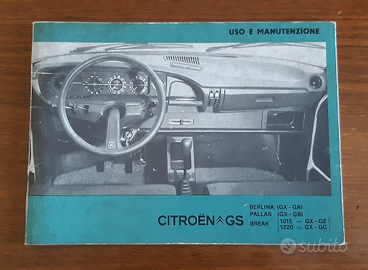 USO E MANUTENZIONE
CITROËN GS
BERLINA (GX - GA)
PALLAS (GX - GB)
BREAK 1015 - GX - GE
1220 - GX - GC
subito